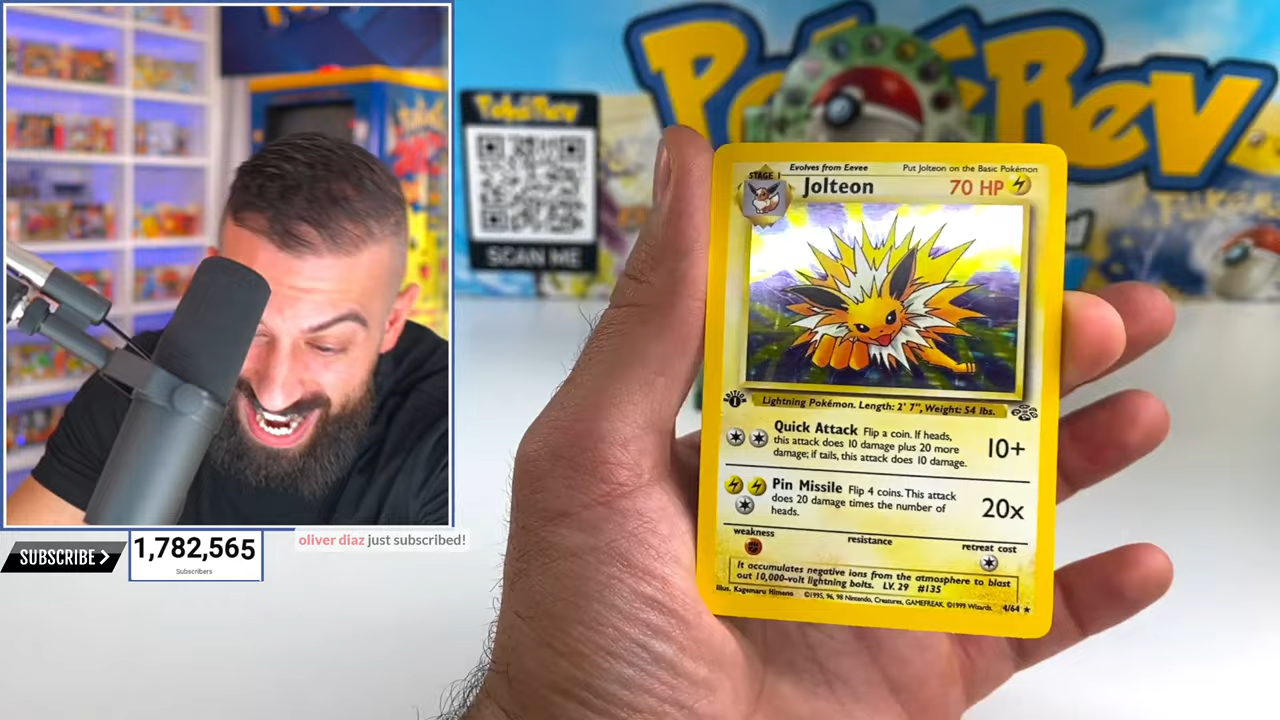 PokéRev
SCAN ME
PokéRev
SUBSCRIBE >
1,782,565
Subscribers
oliver diaz just subscribed!
Evolves from Eevee
Put Jolteon on the Basic Pokémon
STAGE 1
Jolteon
70 HP
EDITION
1
Lightning Pokémon. Length: 2' 7", Weight: 54 lbs.
Quick Attack Flip a coin. If heads,
this attack does 10 damage plus 20 more
damage; if tails, this attack does 10 damage.
10+
Pin Missile Flip 4 coins. This attack
does 20 damage times the number of
heads.
20x
weakness
resistance
retreat cost
It accumulates negative ions from the atmosphere to blast
out 10,000-volt lightning bolts. LV. 29 #135
Illus. Kagemaru Himeno
©1995, 96, 98 Nintendo, Creatures, GAMEFREAK. ©1999 Wizards.
4/64 ★